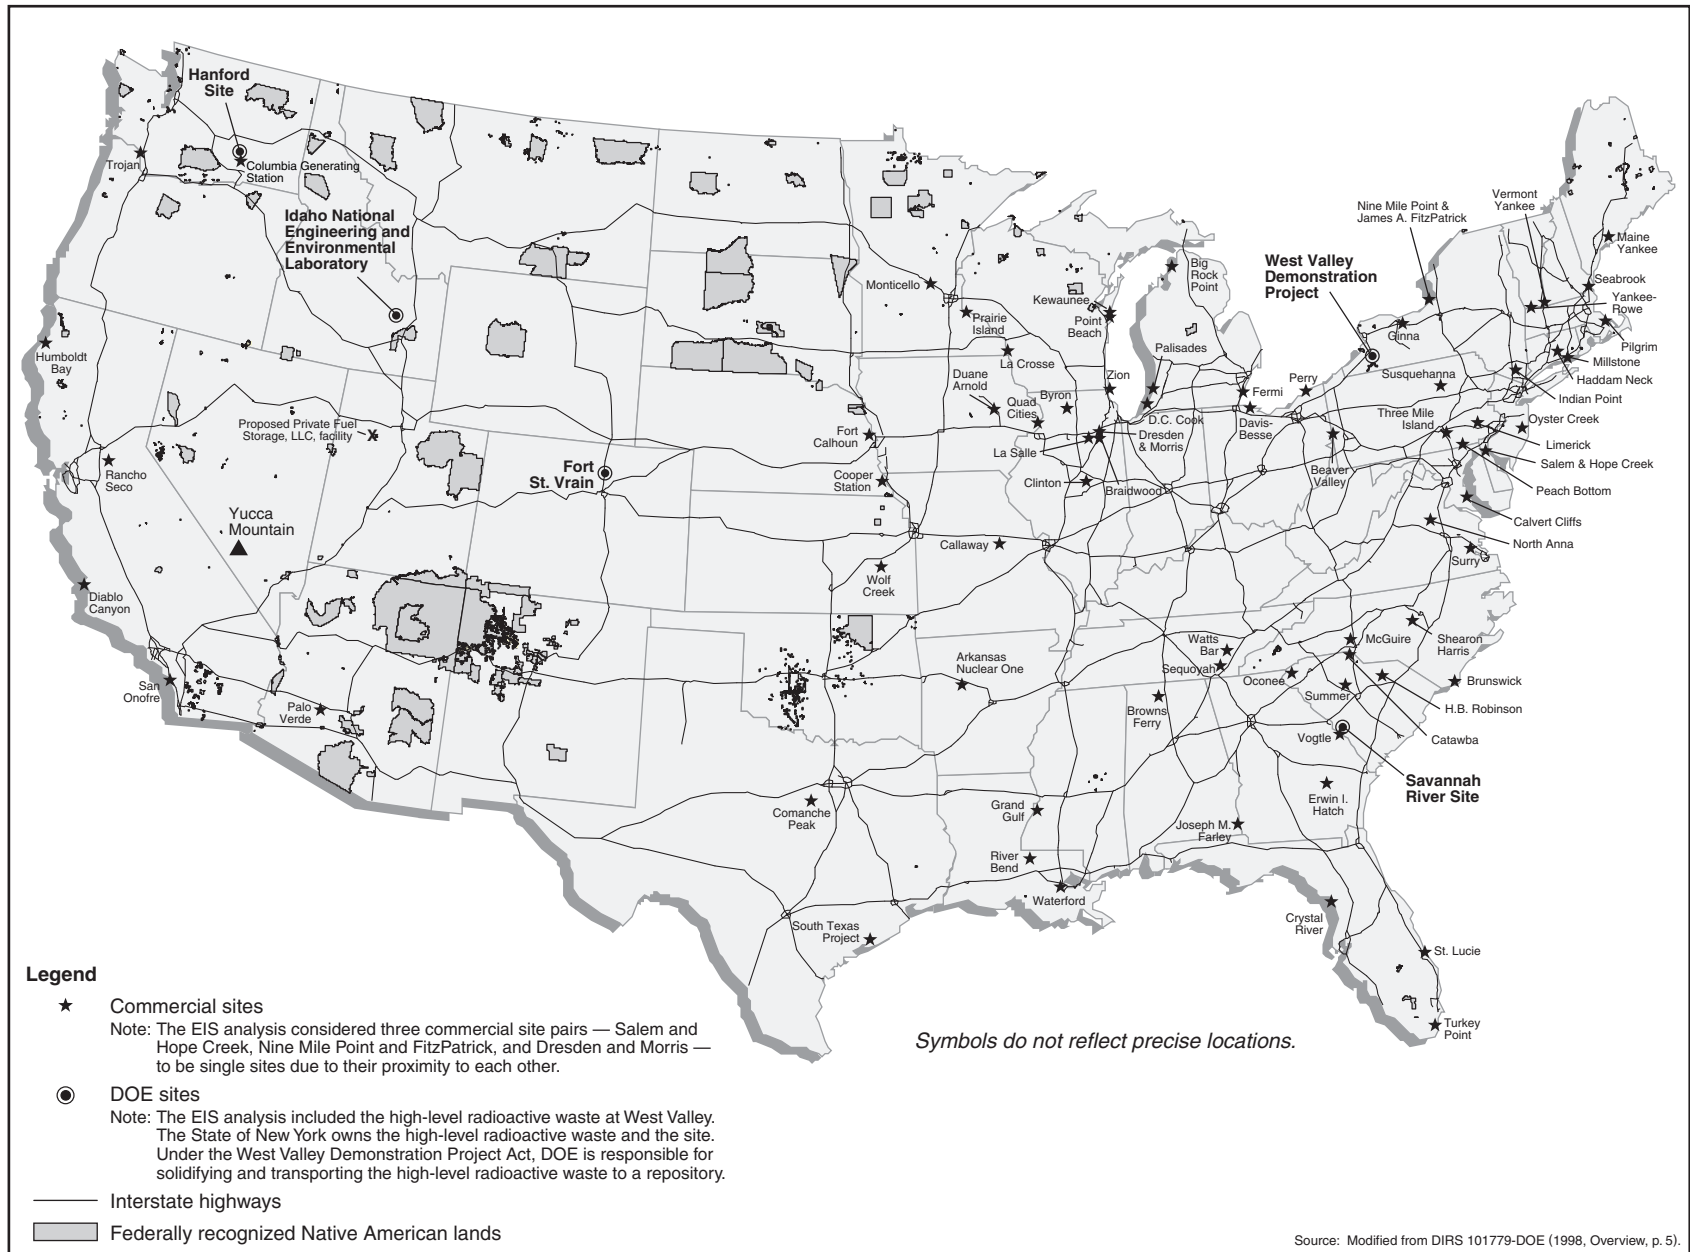 Hanford
Site
Trojan
Columbia Generating
Station
Idaho National
Engineering and
Environmental
Laboratory
Humboldt
Bay
Proposed Private Fuel
Storage, LLC, facility
Rancho
Seco
Yucca
Mountain
Diablo
Canyon
San
Onofre
Palo
Verde
Fort
St. Vrain
Monticello
Prairie
Island
La Crosse
Kewaunee
Point
Beach
Big
Rock
Point
Palisades
Duane
Arnold
Quad
Cities
Byron
Zion
D.C. Cook
Dresden
& Morris
La Salle
Fort
Calhoun
Cooper
Station
Clinton
Braidwood
Callaway
Wolf
Creek
Arkansas
Nuclear One
Comanche
Peak
South Texas
Project
Grand
Gulf
River
Bend
Waterford
Browns
Ferry
Watts
Bar
Sequoyah
Oconee
Summer
Vogtle
Joseph M.
Farley
Erwin I.
Hatch
Crystal
River
St. Lucie
Turkey
Point
Savannah
River Site
Catawba
H.B. Robinson
Brunswick
McGuire
Shearon
Harris
Surry
North Anna
Calvert Cliffs
Peach Bottom
Salem & Hope Creek
Limerick
Oyster Creek
Three Mile
Island
Susquehanna
Beaver
Valley
Perry
Fermi
Davis-
Besse
West Valley
Demonstration
Project
Ginna
Nine Mile Point &
James A. FitzPatrick
Vermont
Yankee
Maine
Yankee
Seabrook
Yankee-
Rowe
Pilgrim
Millstone
Haddam Neck
Indian Point
Legend
Commercial sites
Note: The EIS analysis considered three commercial site pairs — Salem and
Hope Creek, Nine Mile Point and FitzPatrick, and Dresden and Morris —
to be single sites due to their proximity to each other.
DOE sites
Note: The EIS analysis included the high-level radioactive waste at West Valley.
The State of New York owns the high-level radioactive waste and the site.
Under the West Valley Demonstration Project Act, DOE is responsible for
solidifying and transporting the high-level radioactive waste to a repository.
Interstate highways
Federally recognized Native American lands
Symbols do not reflect precise locations.
Source: Modified from DIRS 101779-DOE (1998, Overview, p. 5).